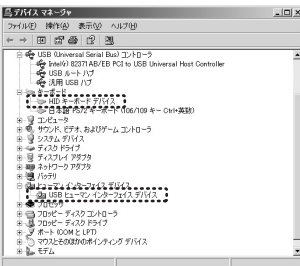 デバイス マネージャ
ファイル(F) 操作(A) 表示(V) ヘルプ(H)
USB (Universal Serial Bus) コントローラ
Intel(r) 82371AB/EB PCI to USB Universal Host Controller
USB ルート ハブ
汎用 USB ハブ
キーボード
HID キーボード デバイス
日本語 PS/2 キーボード (106/109 キー Ctrl+英数)
コンピュータ
サウンド、ビデオ、およびゲーム コントローラ
システム デバイス
ディスク ドライブ
ディスプレイ アダプタ
ネットワーク アダプタ
バッテリ
ヒューマン インターフェイス デバイス
USB ヒューマン インターフェイス デバイス
プロセッサ
フロッピー ディスク コントローラ
フロッピー ディスク ドライブ
ポート (COM と LPT)
マウスとそのほかのポインティング デバイス
モデム